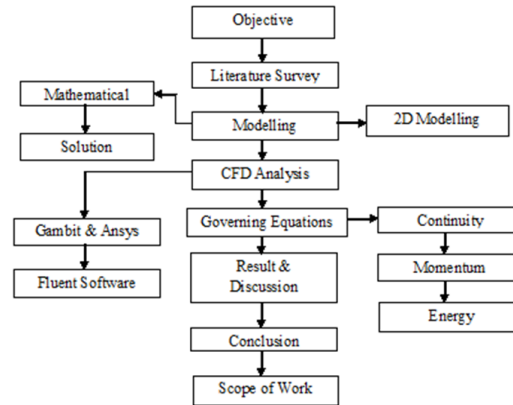 Objective
Literature Survey
Mathematical
Modelling
2D Modelling
Solution
CFD Analysis
Gambit & Ansys
Governing Equations
Continuity
Fluent Software
Result &
Discussion
Momentum
Energy
Conclusion
Scope of Work